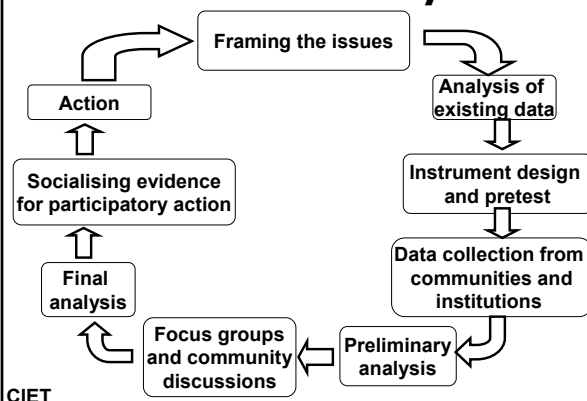 Framing the issues
Analysis of
existing data
Instrument design
and pretest
Data collection from
communities and
institutions
Preliminary
analysis
Focus groups
and community
discussions
Final
analysis
Socialising evidence
for participatory action
Action
CIET